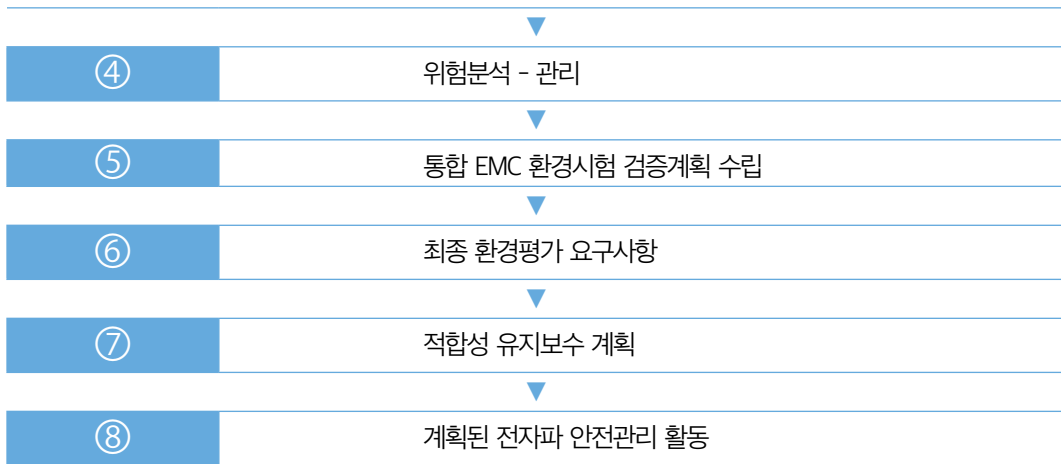 ④ 위험분석 - 관리
⑤ 통합 EMC 환경시험 검증계획 수립
⑥ 최종 환경평가 요구사항
⑦ 적합성 유지보수 계획
⑧ 계획된 전자파 안전관리 활동